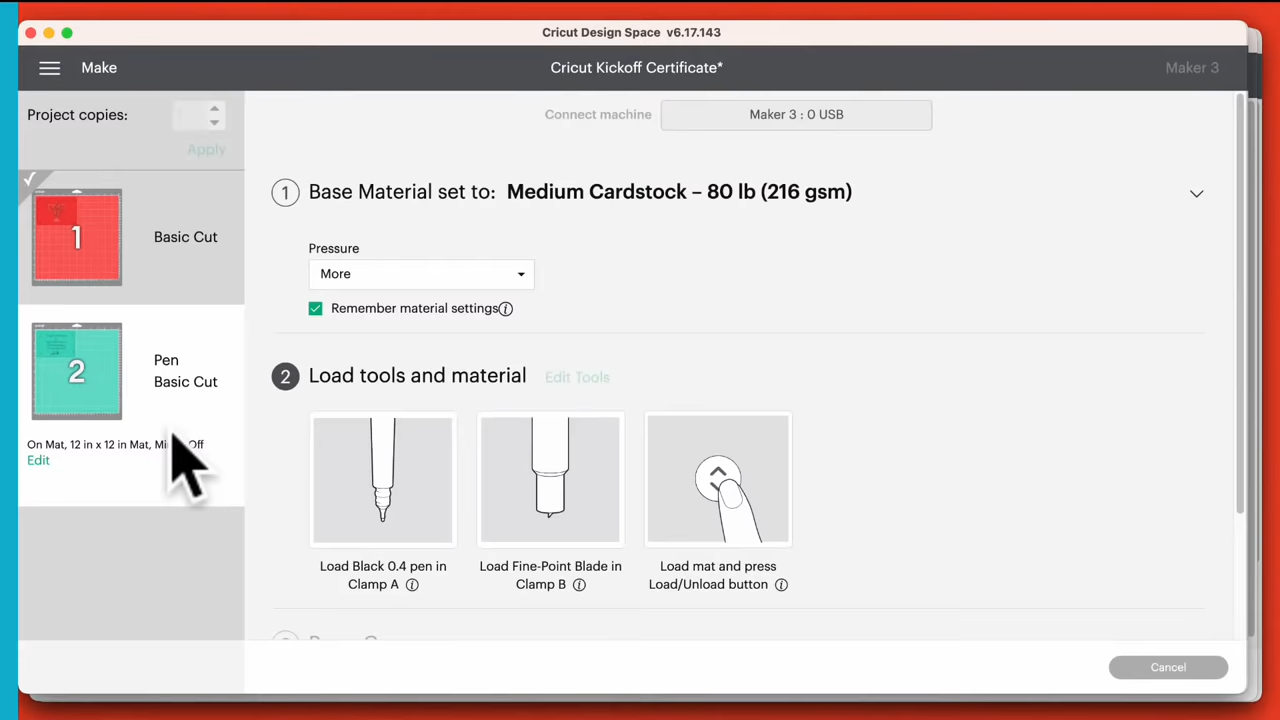 Cricut Design Space v6.17.143
Make
Cricut Kickoff Certificate*
Maker 3
Project copies:
Apply
Connect machine
Maker 3 : 0 USB
1
Basic Cut
2
Pen
Basic Cut
On Mat, 12 in x 12 in Mat, Off
Edit
1
Base Material set to: Medium Cardstock – 80 lb (216 gsm)
Pressure
More
Remember material settings
2
Load tools and material
Edit Tools
Load Black 0.4 pen in
Clamp A
Load Fine-Point Blade in
Clamp B
Load mat and press
Load/Unload button
Cancel